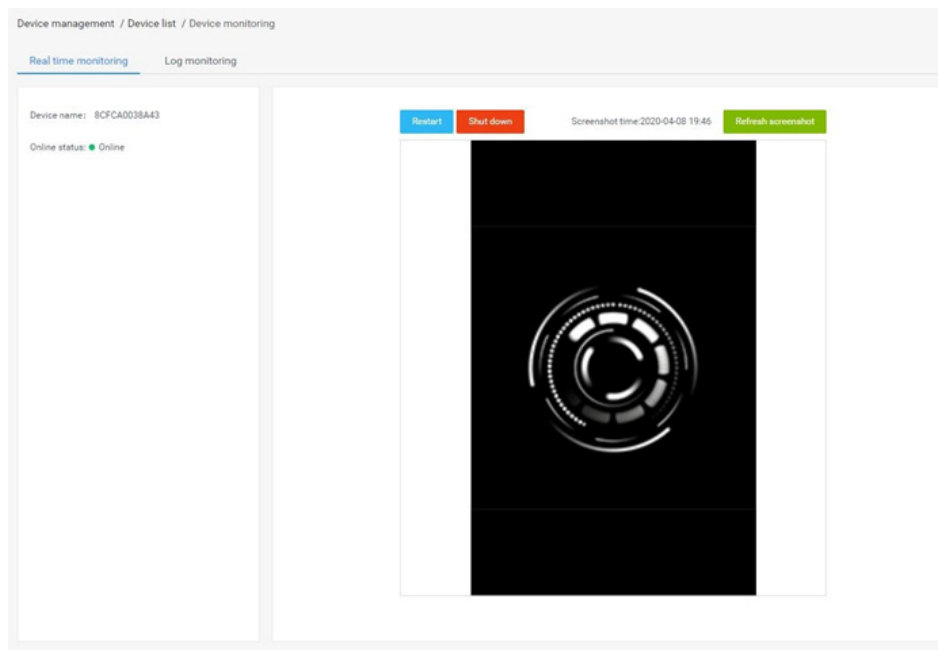 Device management / Device list / Device monitoring
Real time monitoring
Log monitoring
Device name: 8CFCA0038A43
Online status: Online
Restart
Shut down
Screenshot time:2020-04-08 19:46
Refresh screenshot